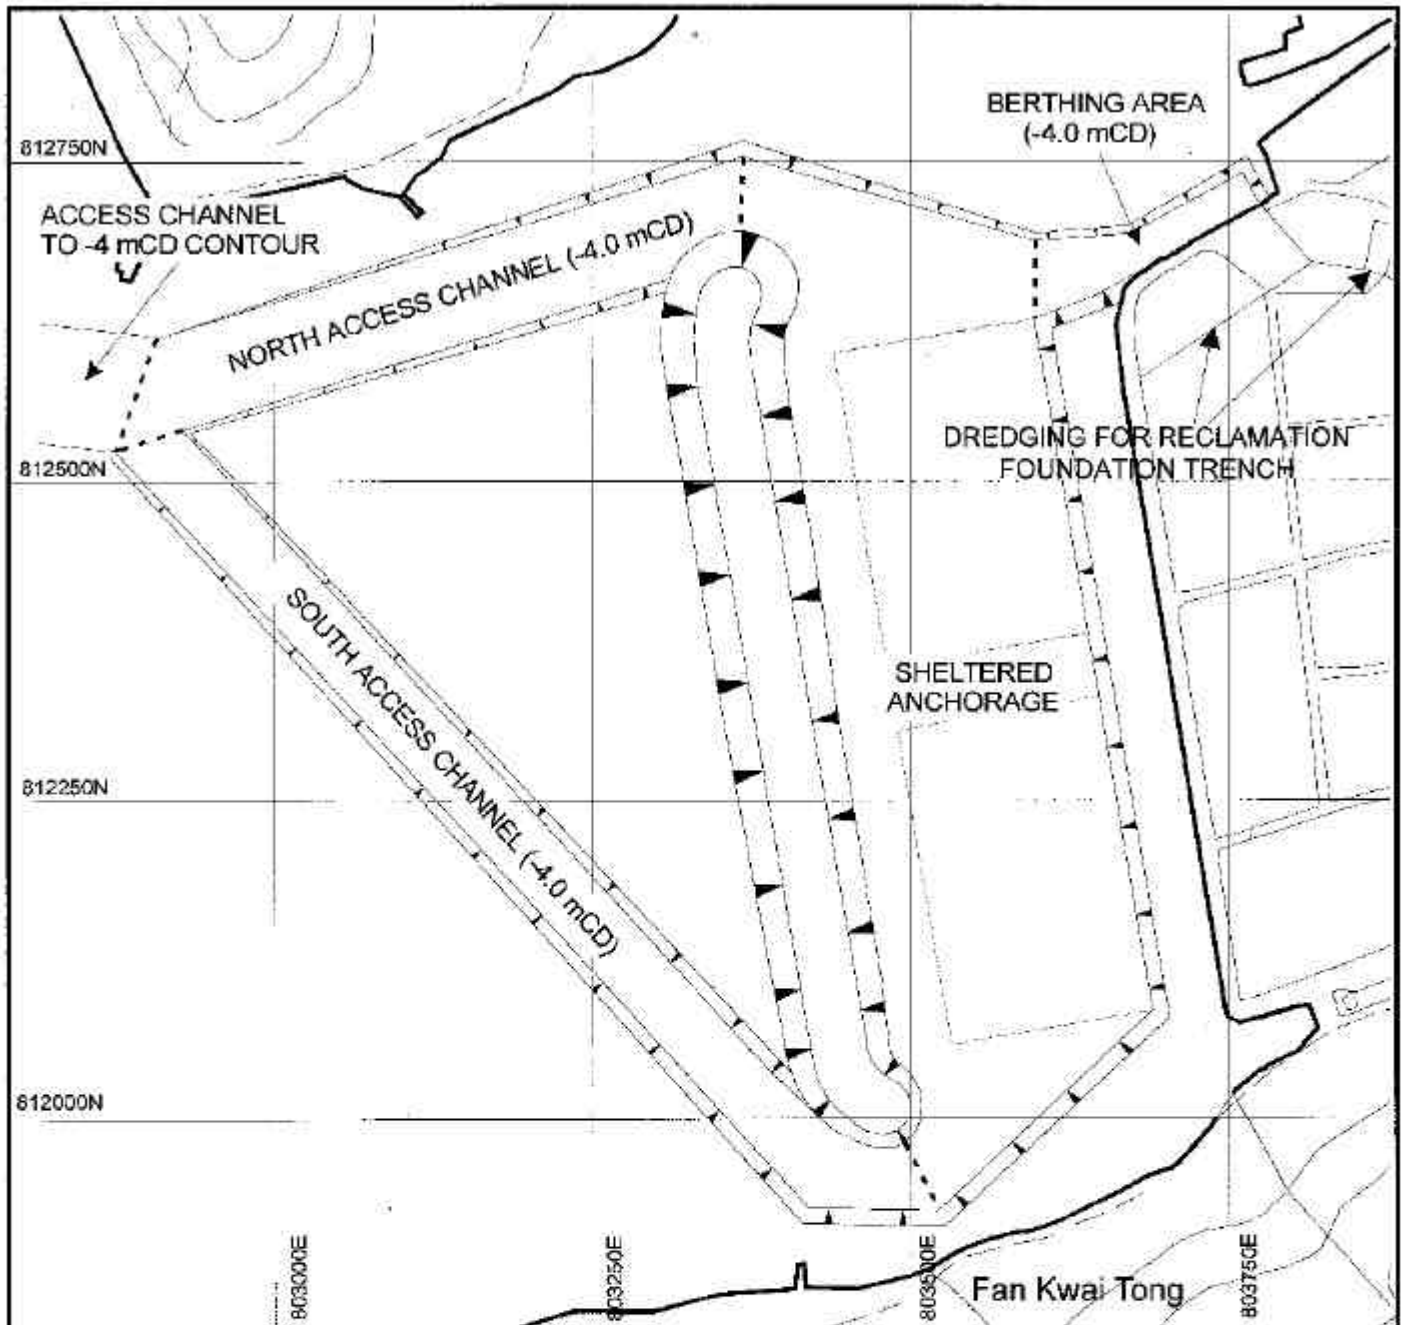 BERTHING AREA
(-4.0 mCD)
812750N
ACCESS CHANNEL
TO -4 mCD CONTOUR
NORTH ACCESS CHANNEL (-4.0 mCD)
DREDGING FOR RECLAMATION
FOUNDATION TRENCH
812500N
SOUTH ACCESS CHANNEL (-4.0 mCD)
SHELTERED
ANCHORAGE
812250N
812000N
803000E
803250E
803500E
803750E
Fan Kwai Tong